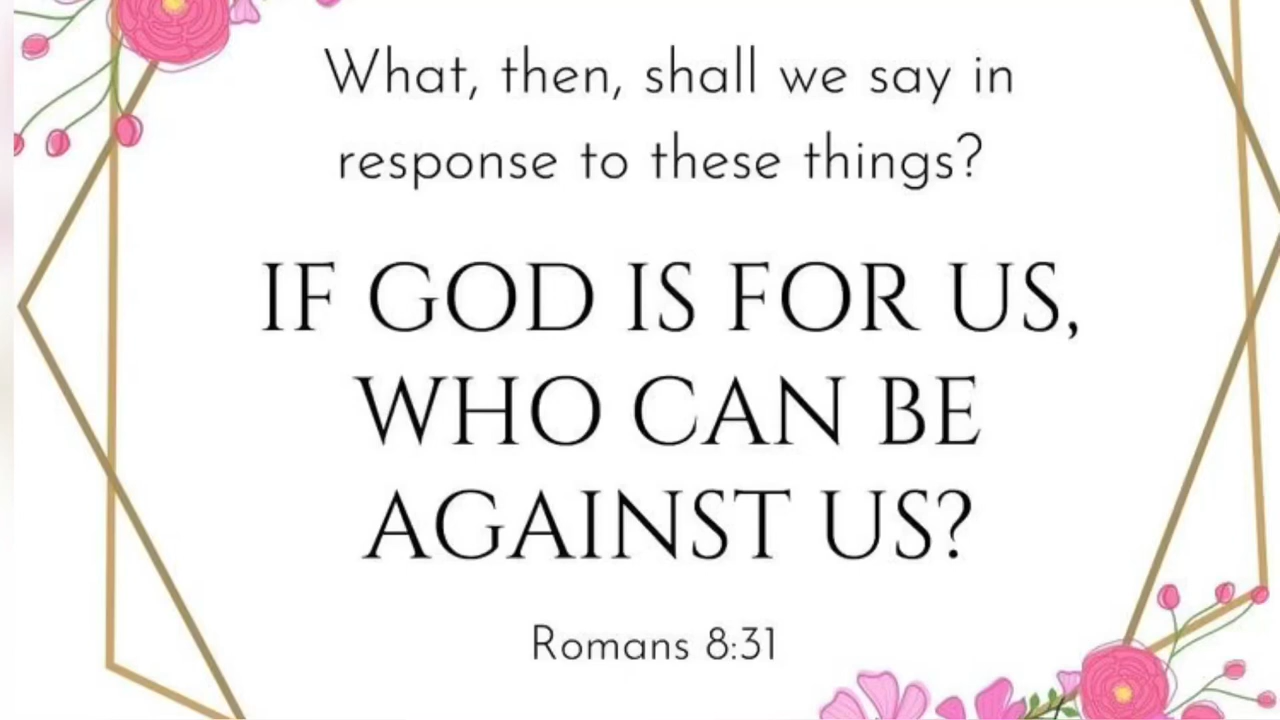 What, then, shall we say in
response to these things?
IF GOD IS FOR US,
WHO CAN BE
AGAINST US?
Romans 8:31